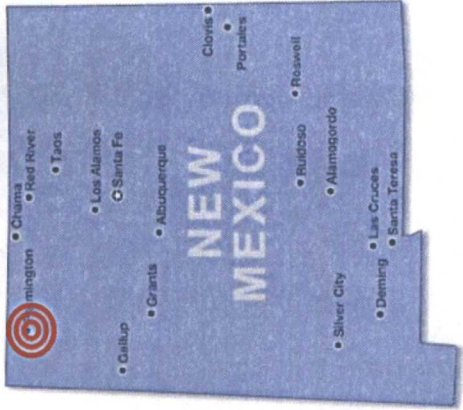 Chama
Red River
Taos
mington
Los Alamos
Santa Fe
Albuquerque
Grants
Gallup
Clovis
Portales
NEW
MEXICO
Roswell
Ruidoso
Alamogordo
Silver City
Las Cruces
Deming
Santa Teresa